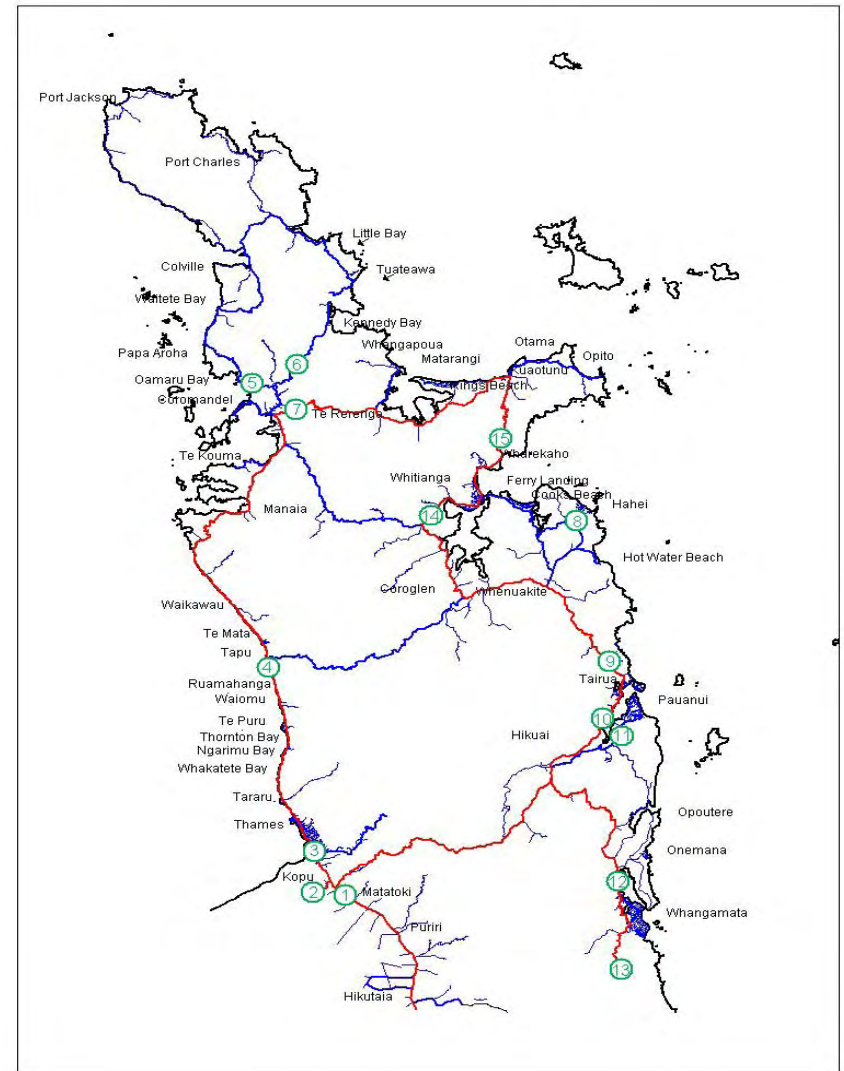 Port Jackson
Port Charles
Little Bay
Colville
Tuateawa
Waitete Bay
Kennedy Bay
Whangapoua
Otama
Papa Aroha
Matarangi
Opito
6
Kuaotunu
Oamaru Bay
5
Kings Beach
Coromandel
7
Te Rerenga
15
Te Kouma
Wharekaho
Whitianga
Ferry Landing
Cooks Beach
Hahei
Manaia
14
8
Hot Water Beach
Coroglen
Whenuakite
Waikawau
Te Mata
Tapu
4
9
Ruamahanga
Tairua
Waiomu
Pauanui
Te Puru
10
Thornton Bay
Hikuai
11
Ngarimu Bay
Whakatete Bay
Tararu
Opoutere
Thames
3
Onemana
Kopu
12
2
1
Matatoki
Whangamata
Puriri
13
Hikutaia